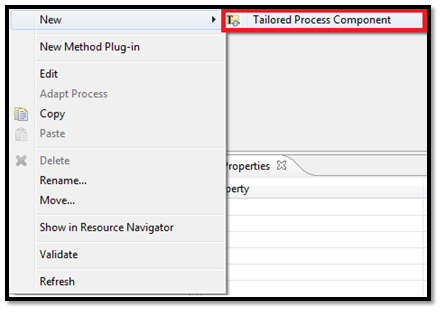 New
Tailored Process Component
New Method Plug-in
Edit
Adapt Process
Copy
Paste
Delete
Rename...
Move...
Show in Resource Navigator
Validate
Refresh
roperties
perty